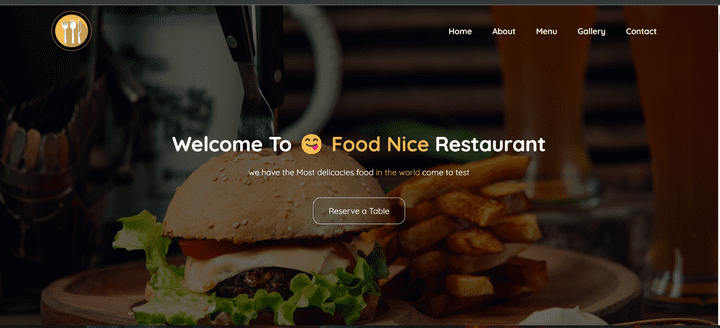 Home About Menu Gallery Contact
Welcome To 😋 Food Nice Restaurant
we have the Most delicacies food in the world come to test
Reserve a Table